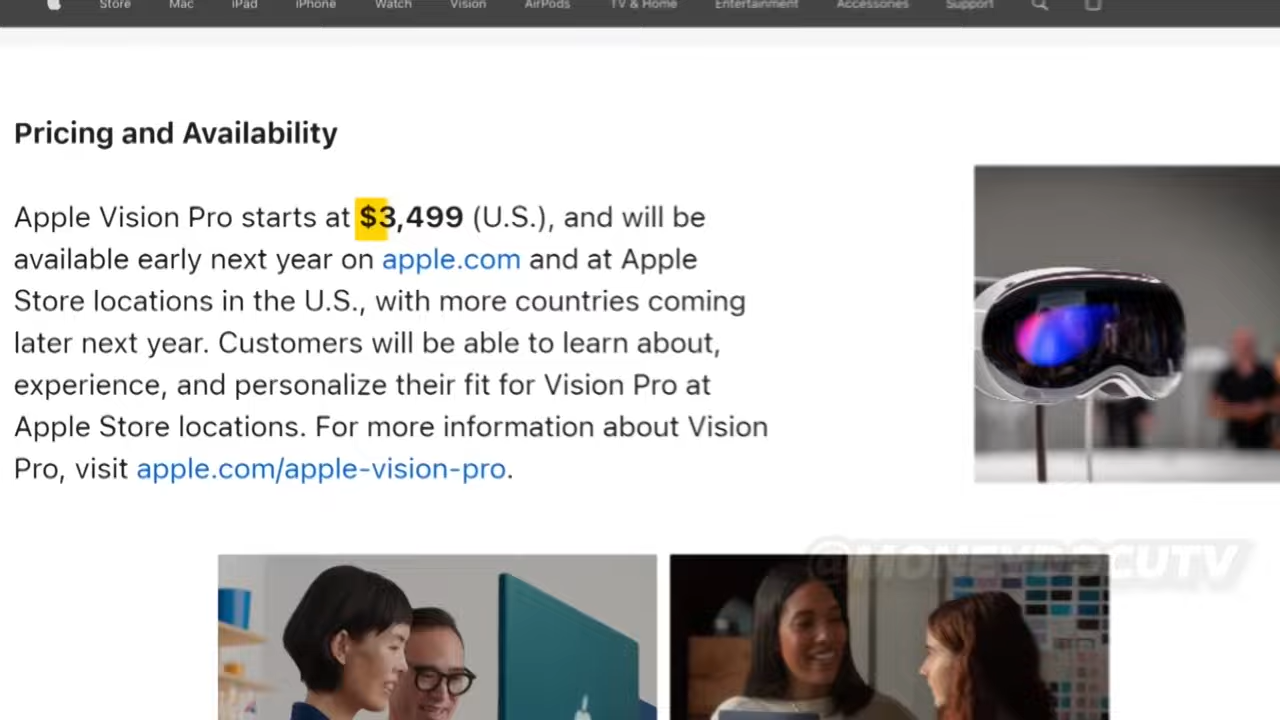 Store Mac iPad iPhone Watch Vision AirPods TV & Home Entertainment Accessories Support
Pricing and Availability
Apple Vision Pro starts at $3,499 (U.S.), and will be
available early next year on apple.com and at Apple
Store locations in the U.S., with more countries coming
later next year. Customers will be able to learn about,
experience, and personalize their fit for Vision Pro at
Apple Store locations. For more information about Vision
Pro, visit apple.com/apple-vision-pro.
@MONEYDOCUTV